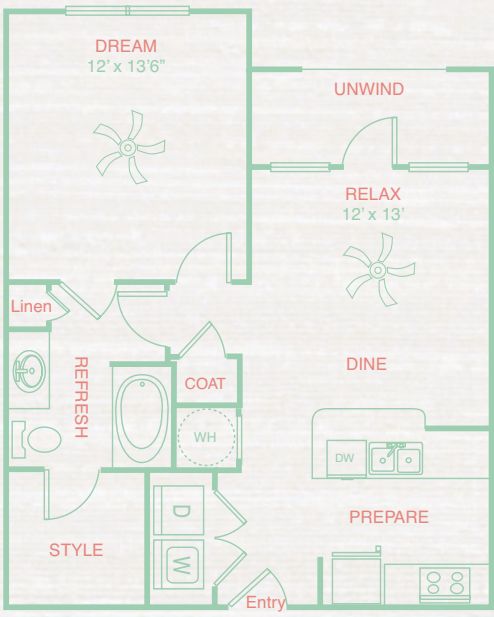 DREAM
12' x 13'6”
UNWIND
RELAX
12' x 13'
Linen
REFRESH
COAT
DINE
WH
DW
D
PREPARE
STYLE
W
Entry